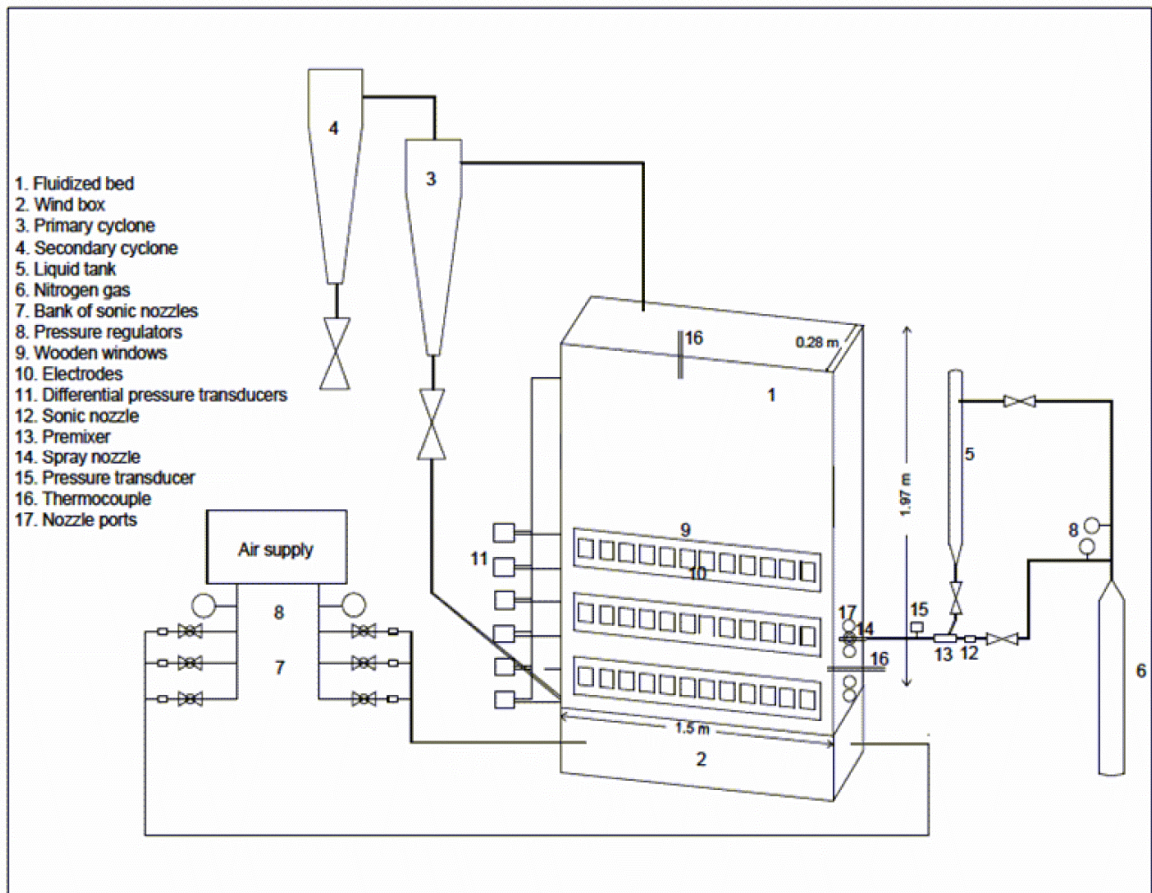 4
3
1. Fluidized bed
2. Wind box
3. Primary cyclone
4. Secondary cyclone
5. Liquid tank
6. Nitrogen gas
7. Bank of sonic nozzles
8. Pressure regulators
9. Wooden windows
10. Electrodes
11. Differential pressure transducers
12. Sonic nozzle
13. Premixer
14. Spray nozzle
15. Pressure transducer
16. Thermocouple
17. Nozzle ports
16
0.28 m
1
5
1.97 m
9
8
Air supply
11
10
8
17
15
14
7
13
12
16
6
1.5 m
2